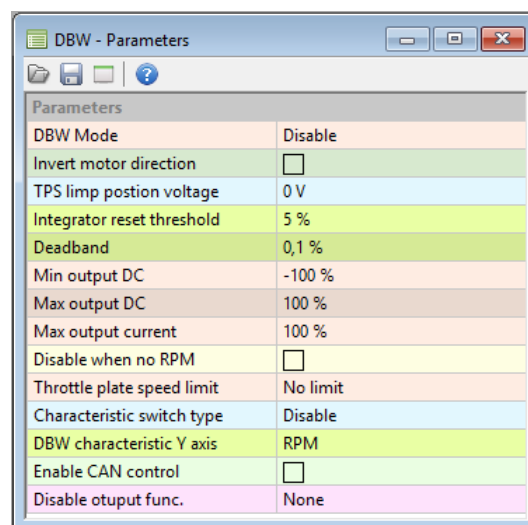 DBW - Parameters
Parameters
DBW Mode Disable
Invert motor direction
TPS limp postion voltage 0 V
Integrator reset threshold 5 %
Deadband 0,1 %
Min output DC -100 %
Max output DC 100 %
Max output current 100 %
Disable when no RPM
Throttle plate speed limit No limit
Characteristic switch type Disable
DBW characteristic Y axis RPM
Enable CAN control
Disable otuput func. None